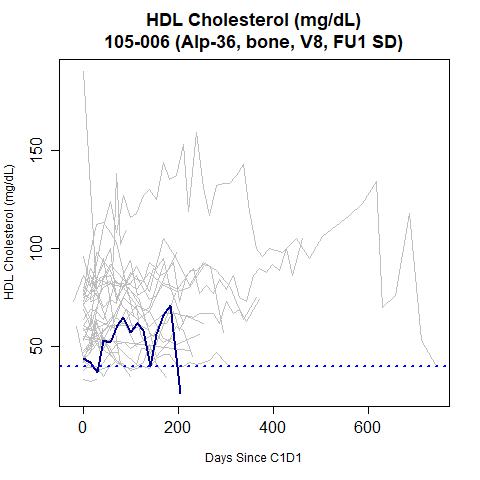 HDL Cholesterol (mg/dL)
105-006 (Alp-36, bone, V8, FU1 SD)
HDL Cholesterol (mg/dL)
150
100
50
0 200 400 600
Days Since C1D1